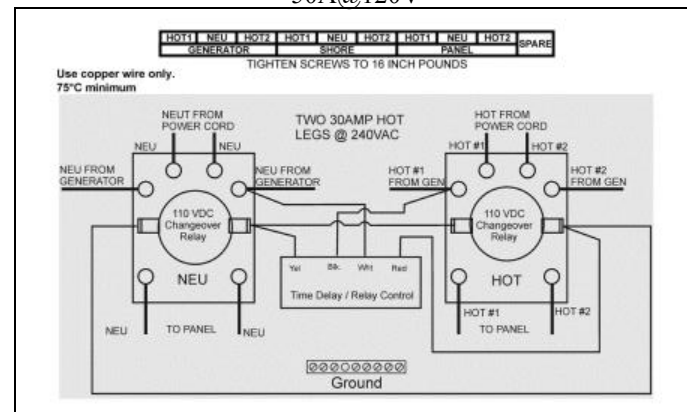 30A@120V
HOT1 NEU HOT2 HOT1 NEU HOT2 HOT1 NEU HOT2 SPARE
GENERATOR SHORE PANEL
TIGHTEN SCREWS TO 16 INCH POUNDS
Use copper wire only.
75°C minimum
NEUT FROM
POWER CORD
NEU NEU
TWO 30AMP HOT
LEGS @ 240VAC
HOT FROM
POWER CORD
HOT #1 HOT #2
NEU FROM
GENERATOR
NEU FROM
GENERATOR
HOT #1
FROM GEN
HOT #2
FROM GEN
110 VDC
Changeover
Relay
110 VDC
Changeover
Relay
NEU
Yel Blk. Wht Red
Time Delay / Relay Control
HOT
NEU TO PANEL NEU
HOT #1 HOT #2
TO PANEL
Ground